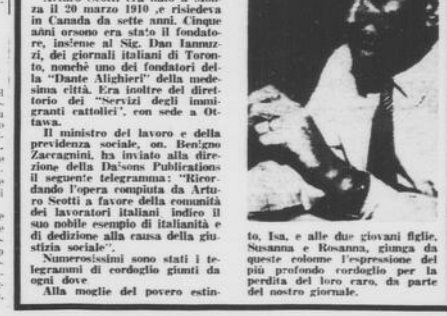 za il 20 marzo 1910 ,e risiedeva
in Canada da sette anni. Cinque
anni orsono era stato il fondato-
re, insieme al Sig. Dan Iannuz-
zi, dei giornali italiani di Toron-
to, nonchè uno dei fondatori del-
la "Dante Alighieri" della mede-
sima città. Era inoltre del diret-
torio dei "Servizi degli immi-
granti cattolici", con sede a Ot-
tawa.
Il ministro del lavoro e della
previdenza sociale, on. Benigno
Zaccagnini, ha inviato alla dire-
zione della Da'sons Publications
il seguente telegramma: "Ricor-
dando l'opera compiuta da Artu-
ro Scotti a favore della comunità
dei lavoratori italiani indico il
suo nobile esempio di italianità e
di dedizione alla causa della giu-
stizia sociale".
Numerosissimi sono stati i te-
legrammi di cordoglio giunti da
ogni dove
Alla moglie del povero estin-
to, Isa, e alle due giovani figlie,
Susanna e Rosanna, giunga da
queste colonne l'espressione del
più profondo cordoglio per la
perdita del loro caro, da parte
del nostro giornale.